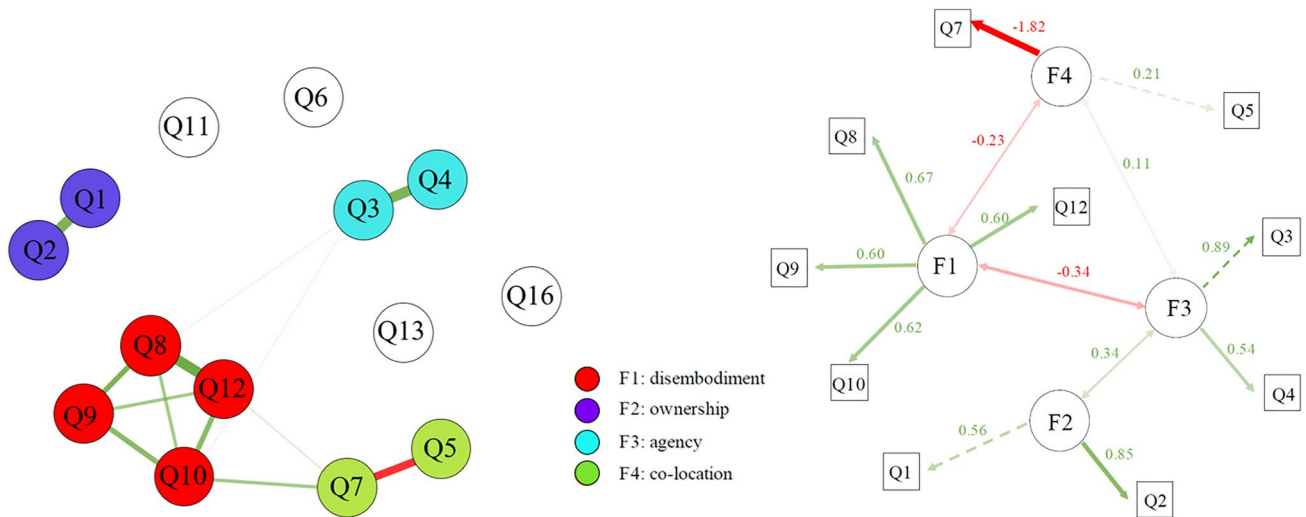 Q6
Q11
Q4
Q3
Q1
Q2
Q16
Q13
Q8
Q12
Q9
Q10
Q5
Q7
F1: disembodiment
F2: ownership
F3: agency
F4: co-location
Q7
-1.82
F4
0.21
Q5
Q8
-0.23
0.11
0.67
Q12
0.60
Q3
0.89
Q9
0.60
F1
-0.34
F3
0.62
0.34
0.54
Q10
Q4
F2
0.56
0.85
Q1
Q2